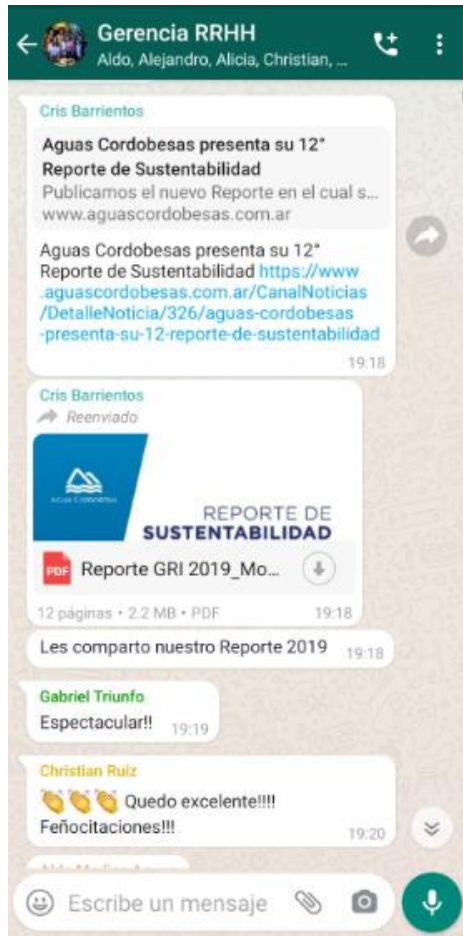 Gerencia RRHH
Aldo, Alejandro, Alicia, Christian, ...
Cris Barrientos
Aguas Cordobesas presenta su 12°
Reporte de Sustentabilidad
Publicamos el nuevo Reporte en el cual s...
www.aguascordobesas.com.ar
Aguas Cordobesas presenta su 12°
Reporte de Sustentabilidad https://www
.aguascordobesas.com.ar/CanalNoticias
/DetalleNoticia/326/aguas-cordobesas
-presenta-su-12-reporte-de-sustentabilidad
19:18
Cris Barrientos
Reenviado
Aguas Cordobesas
REPORTE DE
SUSTENTABILIDAD
PDF Reporte GRI 2019_Mo...
12 páginas • 2.2 MB • PDF 19:18
Les comparto nuestro Reporte 2019 19:18
Gabriel Triunfo
Espectacular!! 19:19
Christian Ruiz
👏👏👏 Quedo excelente!!!!
Feñocitaciones!!! 19:20
Escribe un mensaje